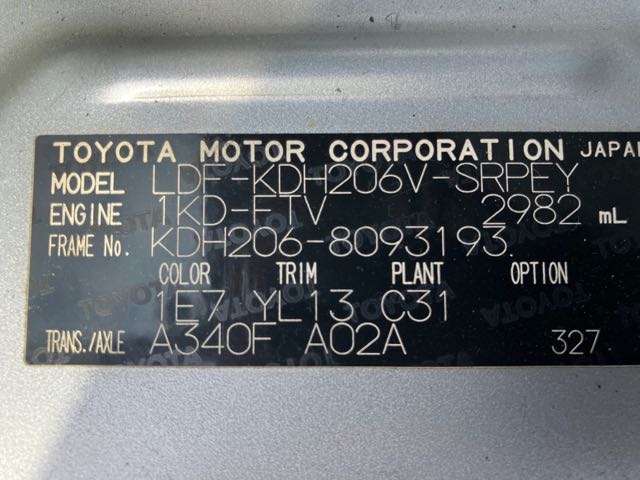 TOYOTA MOTOR CORPORATION JAPAN
MODEL LDF-KDH206V-SRPEY
ENGINE 1KD-FTV 2982 mL
FRAME No. KDH206-8093193
COLOR TRIM PLANT OPTION
1E7 YL13 C31
TRANS./AXLE A340F A02A 327